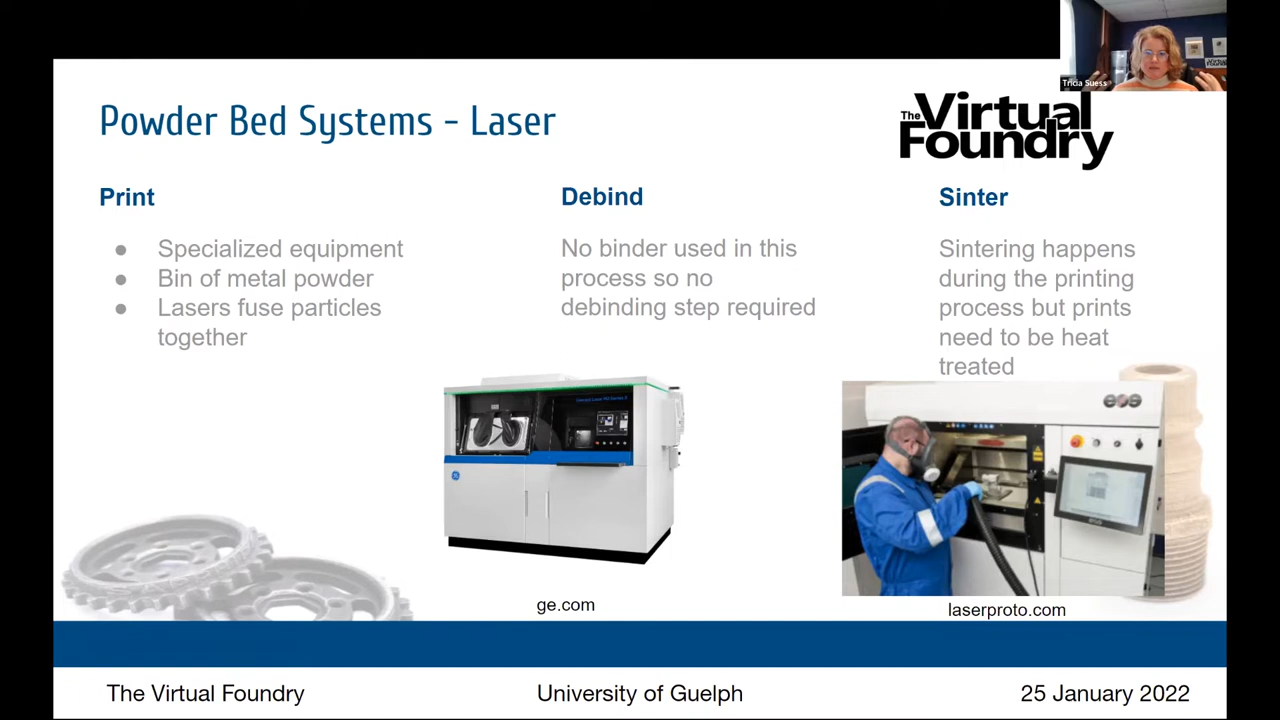 Tricia Suess
Powder Bed Systems - Laser
The Virtual
Foundry
Print
● Specialized equipment
● Bin of metal powder
● Lasers fuse particles
together
Debind
No binder used in this
process so no
debinding step required
Sinter
Sintering happens
during the printing
process but prints
need to be heat
treated
ge.com
laserproto.com
The Virtual Foundry
University of Guelph
25 January 2022